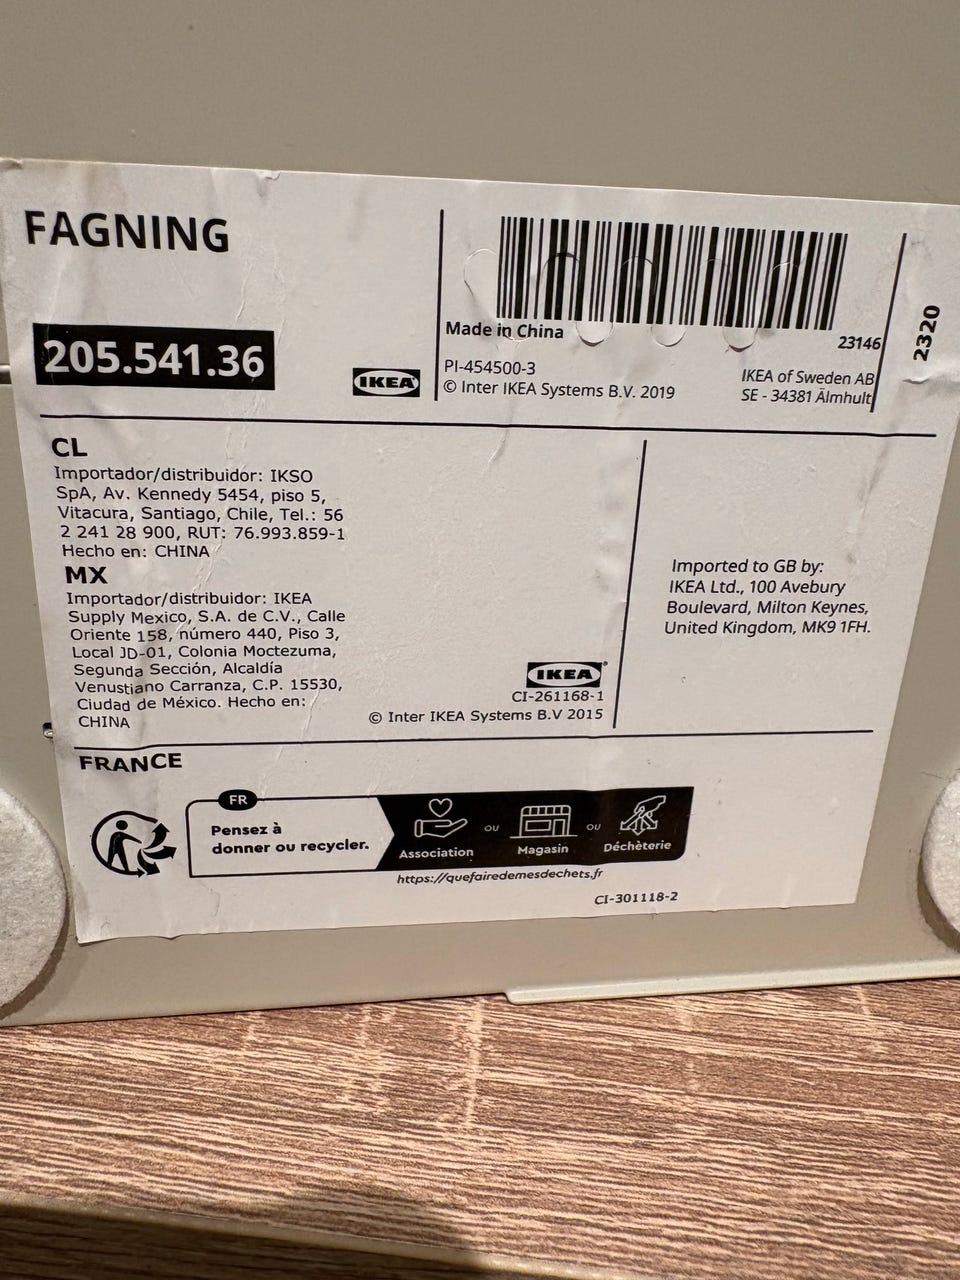 FAGNING
205.541.36
IKEA
Made in China
23146
PI-454500-3
© Inter IKEA Systems B.V. 2019
IKEA of Sweden AB
SE - 34381 Älmhult
2320
CL
Importador/distribuidor: IKSO
SpA, Av. Kennedy 5454, piso 5,
Vitacura, Santiago, Chile, Tel.: 56
2 241 28 900, RUT: 76.993.859-1
Hecho en: CHINA
MX
Importador/distribuidor: IKEA
Supply Mexico, S.A. de C.V., Calle
Oriente 158, número 440, Piso 3,
Local JD-01, Colonia Moctezuma,
Segunda Sección, Alcaldía
Venustiano Carranza, C.P. 15530,
Ciudad de México. Hecho en:
CHINA
IKEA®
CI-261168-1
© Inter IKEA Systems B.V 2015
Imported to GB by:
IKEA Ltd., 100 Avebury
Boulevard, Milton Keynes,
United Kingdom, MK9 1FH.
FRANCE
FR
Pensez à
donner ou recycler.
Association ou Magasin ou Déchèterie
https://quefairedemesdechets.fr
CI-301118-2